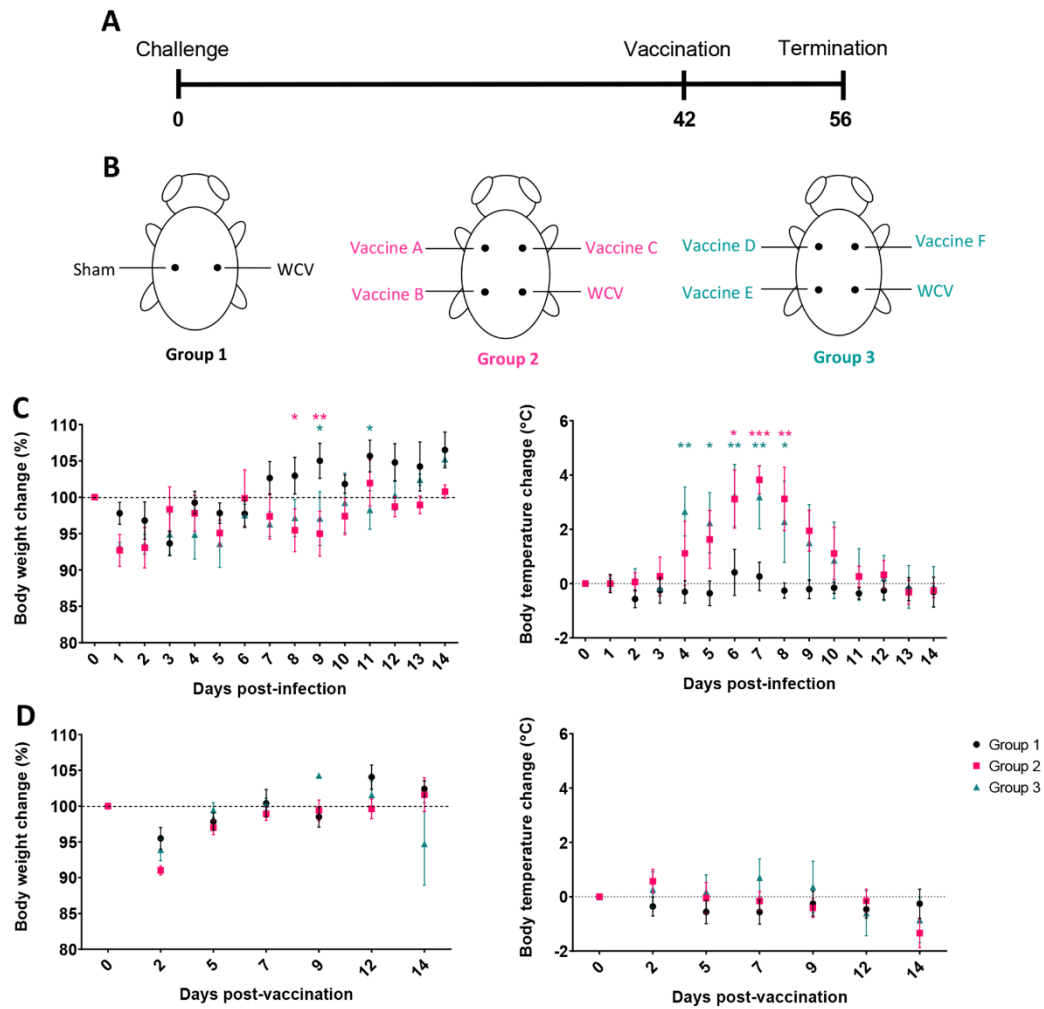 A
Challenge
Vaccination
Termination
0
42
56
B
Sham
WCV
Group 1
Vaccine A
Vaccine C
Vaccine B
WCV
Group 2
Vaccine D
Vaccine F
Vaccine E
WCV
Group 3
C
Body weight change (%)
110
105
100
95
90
85
80
* ** * *
0 1 2 3 4 5 6 7 8 9 10 11 12 13 14
Days post-infection
Body temperature change (°C)
6
4
2
0
-2
* *** **
** * ** ** *
0 1 2 3 4 5 6 7 8 9 10 11 12 13 14
Days post-infection
D
Body weight change (%)
110
105
100
95
90
85
80
0 2 5 7 9 12 14
Days post-vaccination
Body temperature change (°C)
6
4
2
0
-2
0 2 5 7 9 12 14
Days post-vaccination
Group 1
Group 2
Group 3